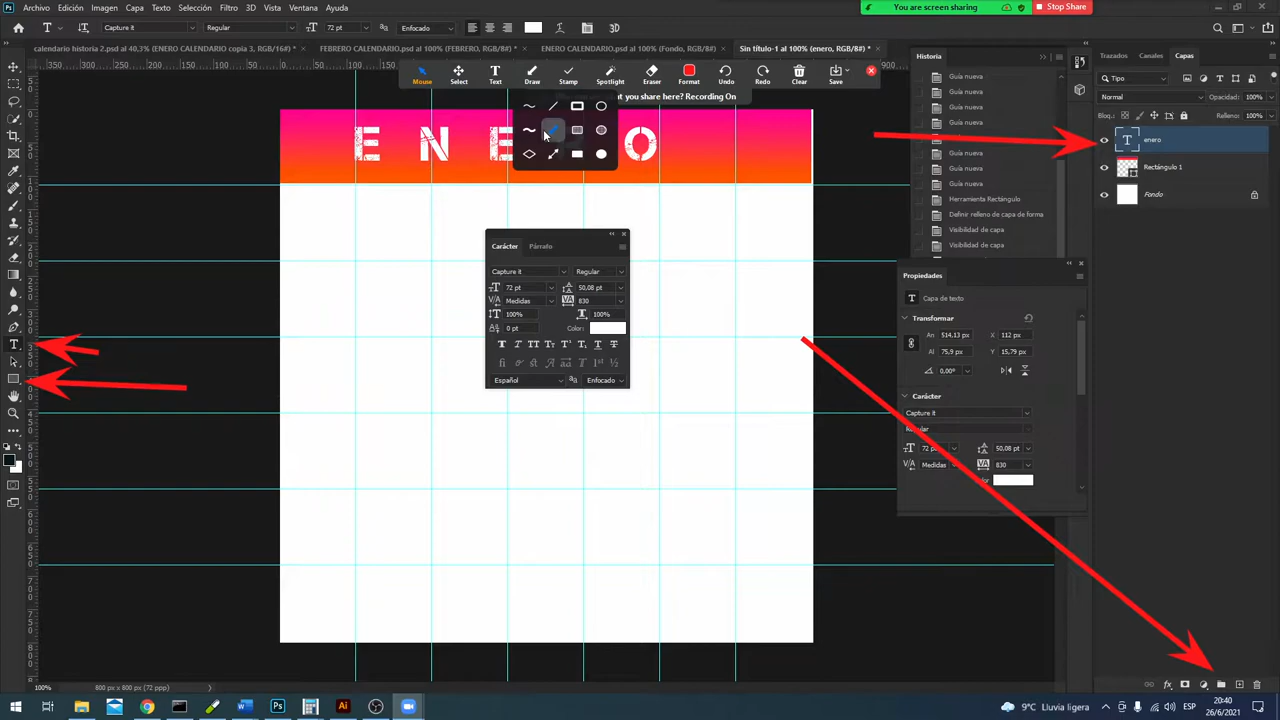 Ps Archivo Edición Imagen Capa Texto Selección Filtro 3D Vista Ventana Ayuda
You are screen sharing Stop Share
T Capture it Regular 72 pt Enfocado 3D
calendario historia 2.psd al 40,3% (ENERO CALENDARIO copia 3, RGB/16#) * × FEBRERO CALENDARIO.psd al 100% (FEBRERO, RGB/8#) * × ENERO CALENDARIO.psd al 100% (Fondo, RGB/8#) × Sin título-1 al 100% (enero, RGB/8#) * ×
Mouse Select Text Draw Stamp Spotlight Eraser Format Undo Redo Clear Save
t you share here? Recording On
Historia
Guía nueva
Guía nueva
Guía nueva
Guía nueva
Guía nueva
Guía nueva
Guía nueva
Herramienta Rectángulo
Definir relleno de capa de forma
Visibilidad de capa
Visibilidad de capa
Trazados Canales Capas
Tipo
Normal Opacidad: 100%
Bloq.: Relleno: 100%
enero
Rectángulo 1
Fondo
E N E O
Carácter Párrafo
Capture it Regular
72 pt 50,08 pt
Medidas 830
100% 100%
0 pt Color:
Español aa Enfocado
Propiedades
Capa de texto
Transformar
An 514,13 px X 112 px
Al 75,9 px Y 15,79 px
0,00°
Carácter
Capture it
Regular
72 pt 50,08 pt
Medidas 830
100% 800 px x 800 px (72 ppp)
9°C Lluvia ligera ESP 20:40
26/6/2021